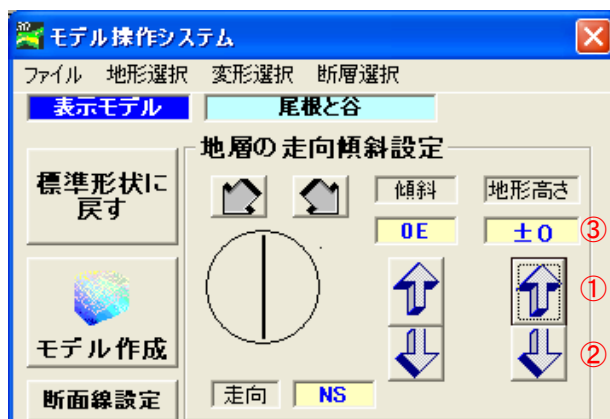 モデル操作システム
ファイル 地形選択 変形選択 断層選択
表示モデル 尾根と谷
地層の走向傾斜設定
標準形状に
戻す
傾斜 地形高さ
0E ±0 ③
①
モデル作成
②
断面線設定
走向 NS